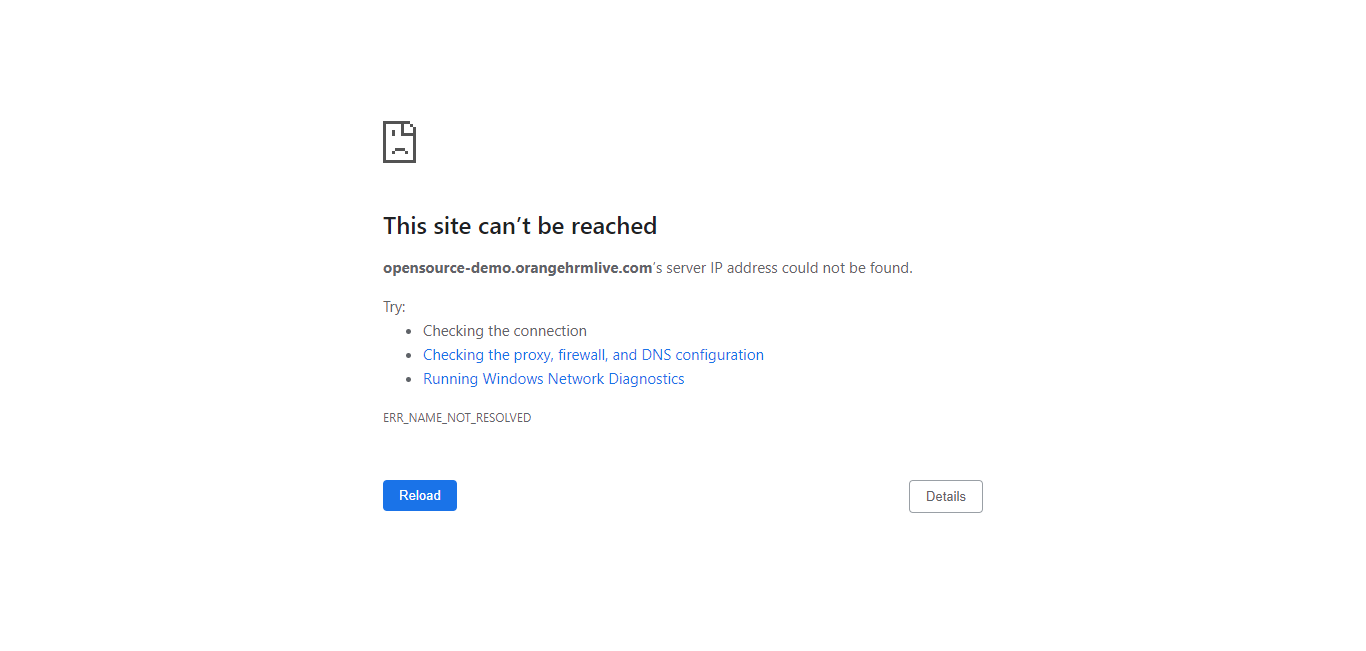 This site can’t be reached
opensource-demo.orangehrmlive.com’s server IP address could not be found.
Try:
Checking the connection
Checking the proxy, firewall, and DNS configuration
Running Windows Network Diagnostics
ERR_NAME_NOT_RESOLVED
Reload
Details